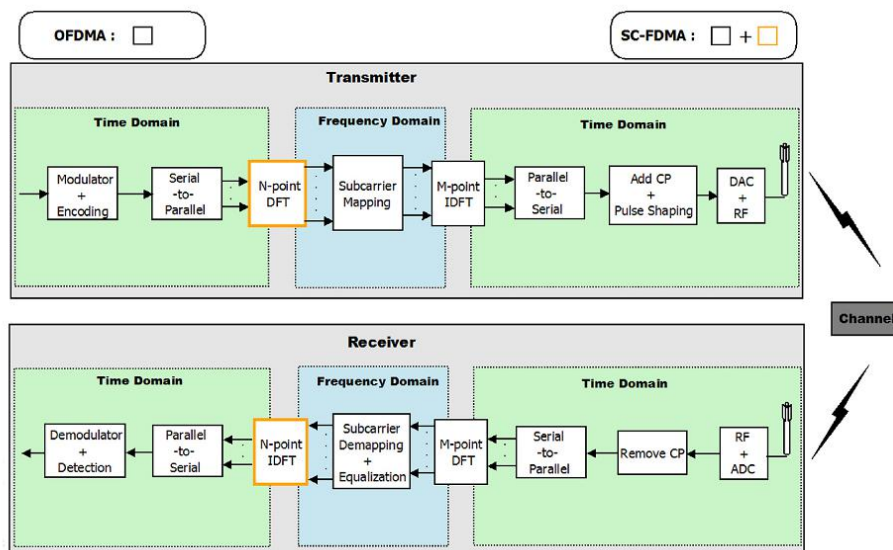 OFDMA :
SC-FDMA : +
Transmitter
Time Domain
Frequency Domain
Time Domain
Modulator
+
Encoding
Serial
-to-
Parallel
N-point
DFT
Subcarrier
Mapping
M-point
IDFT
Parallel
-to-
Serial
Add CP
+
Pulse Shaping
DAC
+
RF
Channel
Receiver
Time Domain
Frequency Domain
Time Domain
Demodulator
+
Detection
Parallel
-to-
Serial
N-point
IDFT
Subcarrier
Demapping
+
Equalization
M-point
DFT
Serial
-to-
Parallel
Remove CP
RF
+
ADC